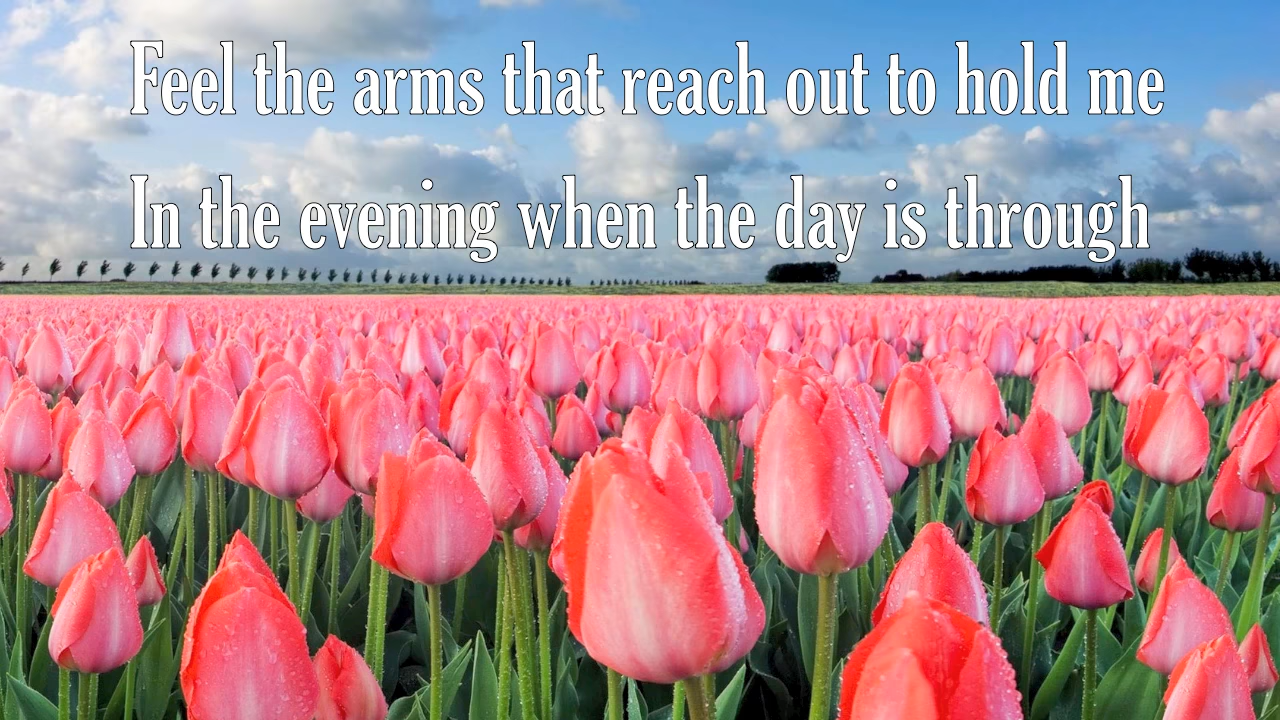 Feel the arms that reach out to hold me
In the evening when the day is through